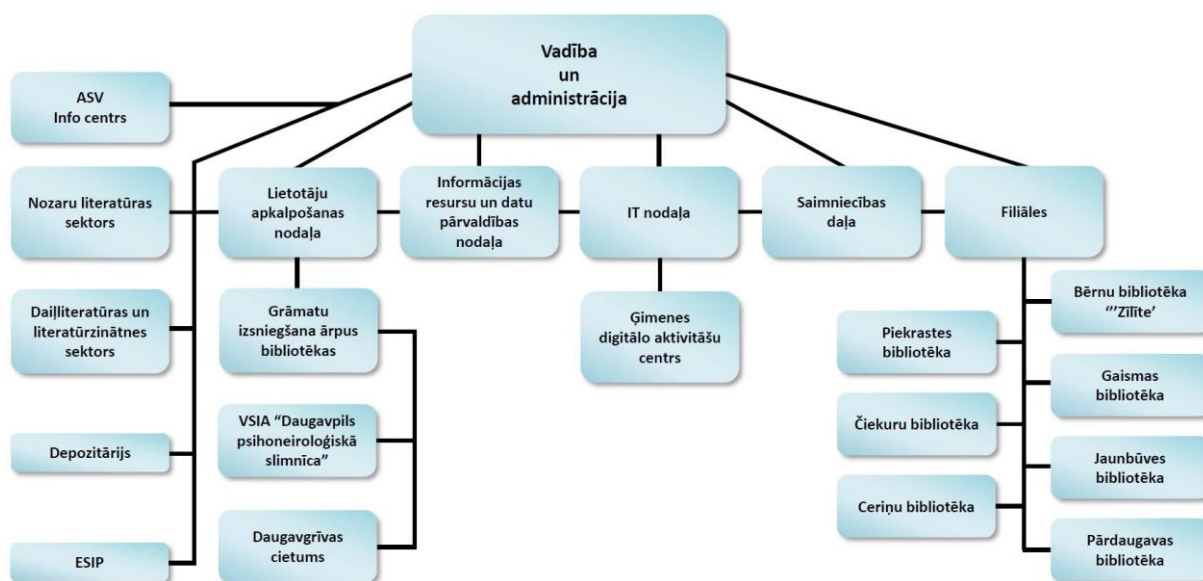 Vadība
un
administrācija
ASV
Info centrs
Nozaru literatūras
sektors
Lietotāju
apkalpošanas
nodaļa
Informācijas
resursu un datu
pārvaldības
nodaļa
IT nodaļa
Saimniecības
daļa
Filiāles
Daiļliteratūras un
literatūrzinātnes
sektors
Grāmatu
izsniegšana ārpus
bibliotēkas
Ģimenes
digitālo aktivitāšu
centrs
Piekrastes
bibliotēka
Bērnu bibliotēka
“’Zīlīte’
Gaismas
bibliotēka
Depozitārijs
VSIA “Daugavpils
psihoneiroloģiskā
slimnīca”
Čiekuru bibliotēka
Jaunbūves
bibliotēka
ESIP
Daugavgrīvas
cietums
Ceriņu bibliotēka
Pārdaugavas
bibliotēka